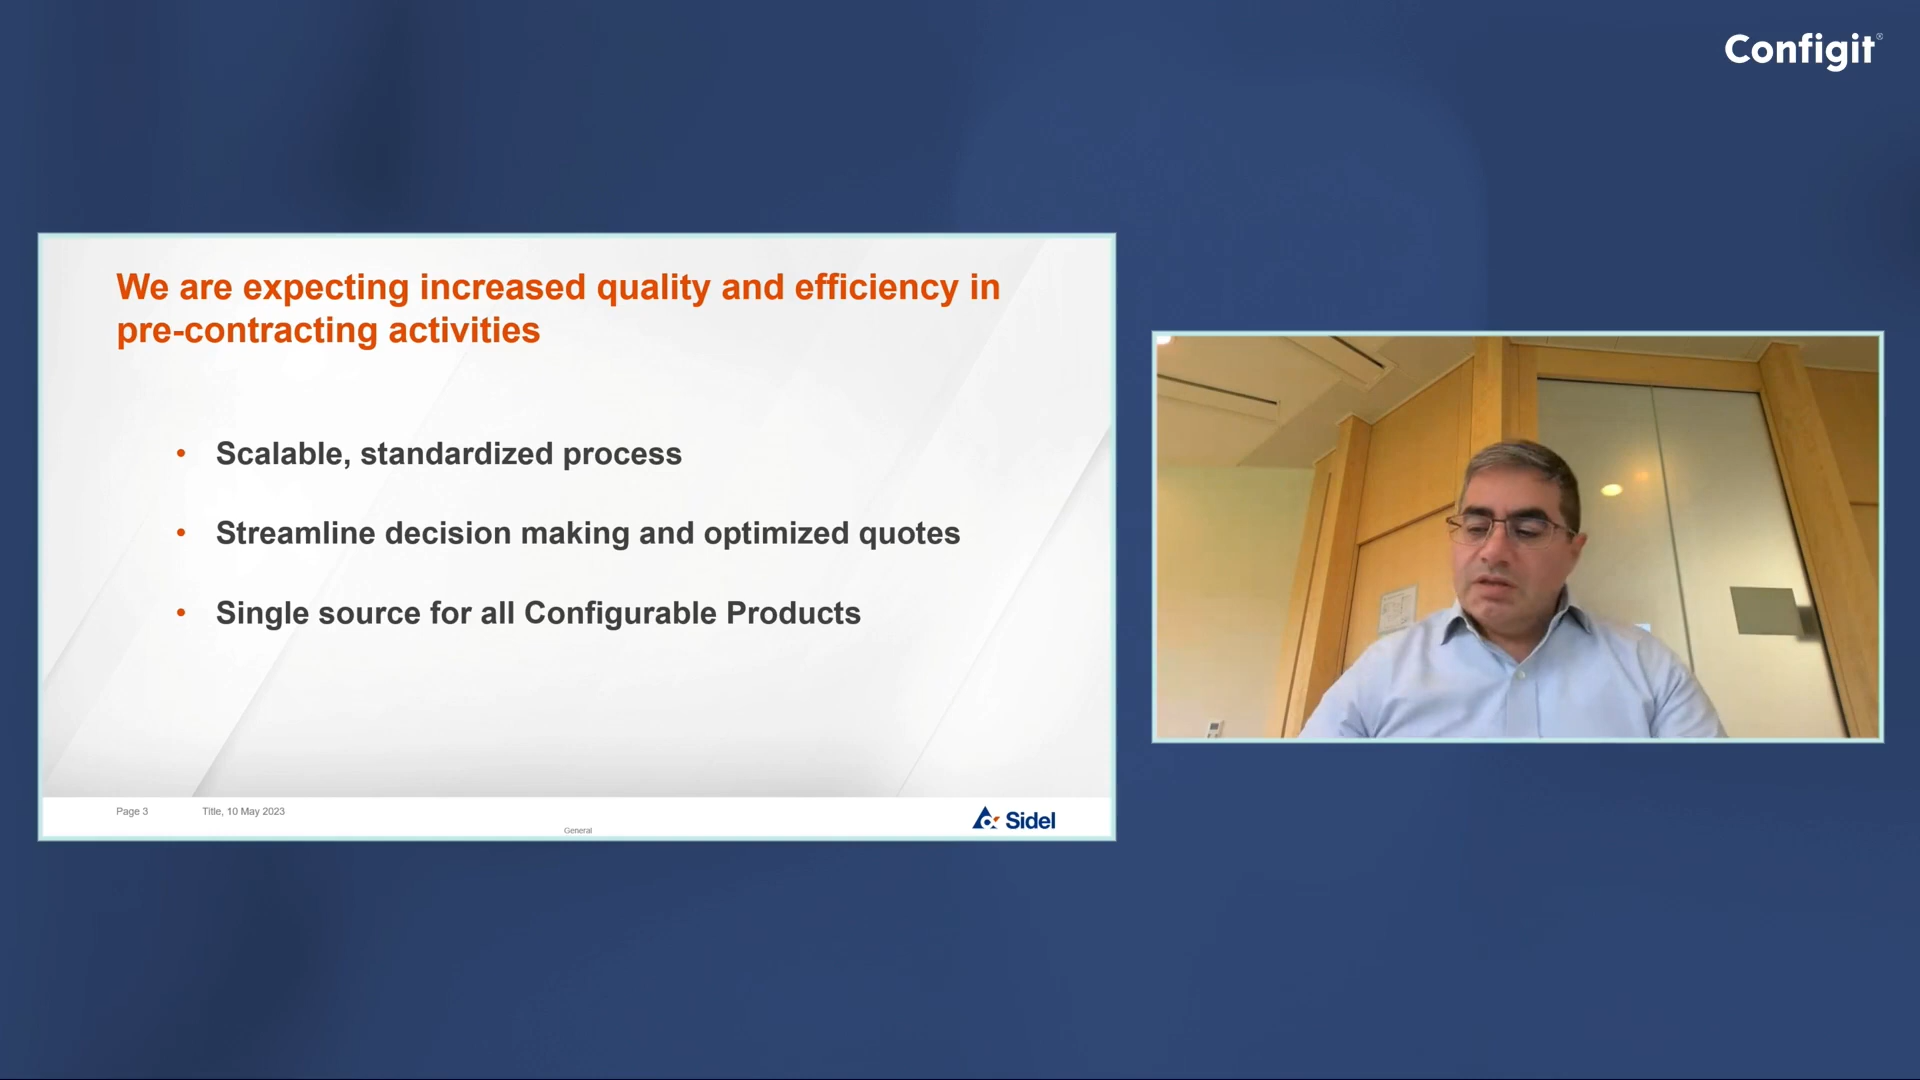 Configit®
We are expecting increased quality and efficiency in
pre-contracting activities
• Scalable, standardized process
• Streamline decision making and optimized quotes
• Single source for all Configurable Products
Page 3 Title, 10 May 2023
General
Sidel